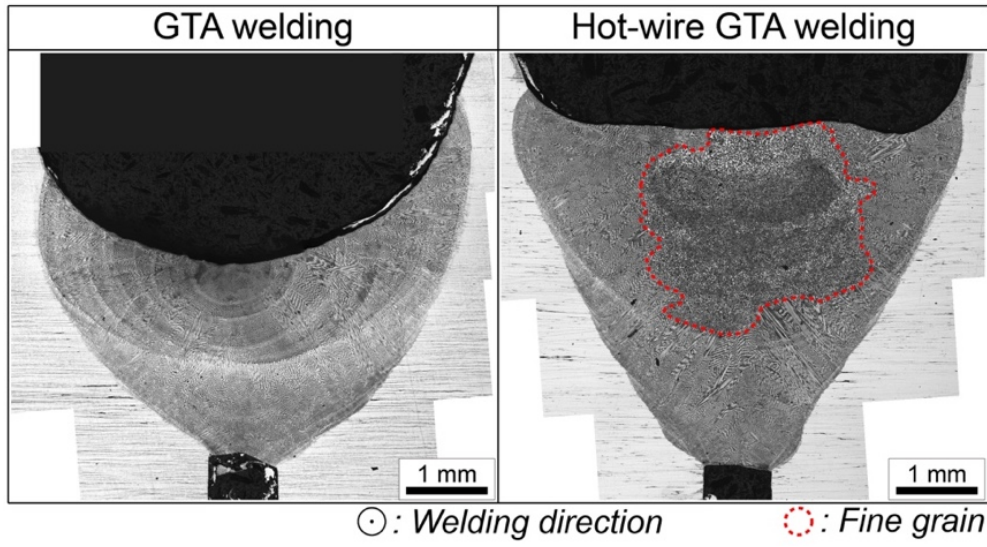 GTA welding
Hot-wire GTA welding
1 mm
1 mm
: Welding direction
: Fine grain